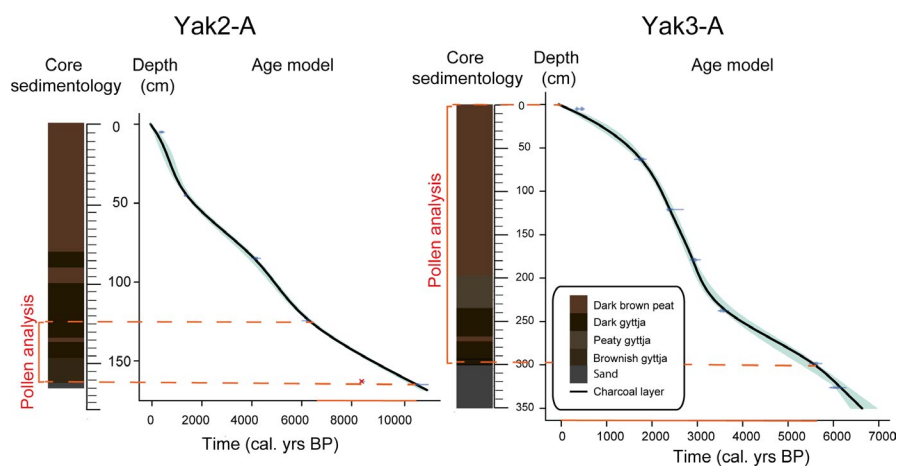 Yak2-A
Core sedimentology
Depth (cm)
Age model
0
50
100
150
0
2000
4000
6000
8000
10000
Time (cal. yrs BP)
Pollen analysis
Yak3-A
Core sedimentology
Depth (cm)
Age model
0
50
100
150
200
250
300
350
0
1000
2000
3000
4000
5000
6000
7000
Time (cal. yrs BP)
Pollen analysis
Dark brown peat
Dark gyttja
Peaty gyttja
Brownish gyttja
Sand
Charcoal layer